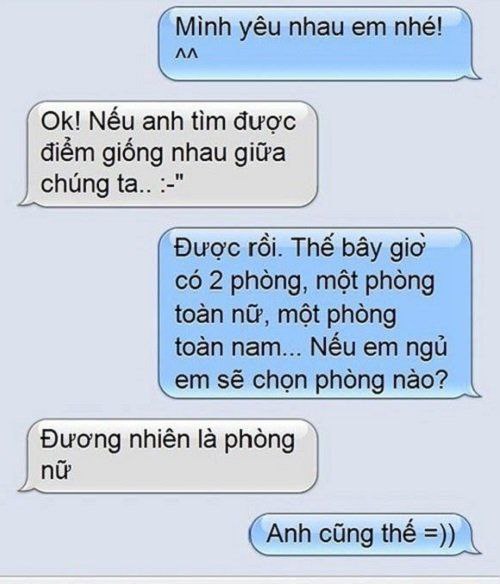 Mình yêu nhau em nhé!
^^
Ok! Nếu anh tìm được
điểm giống nhau giữa
chúng ta.. :-"
Được rồi. Thế bây giờ
có 2 phòng, một phòng
toàn nữ, một phòng
toàn nam... Nếu em ngủ
em sẽ chọn phòng nào?
Đương nhiên là phòng
nữ
Anh cũng thế =))